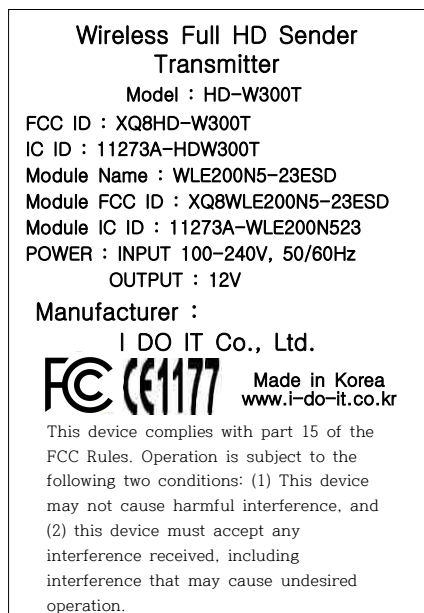 Wireless Full HD Sender
Transmitter
Model : HD-W300T
FCC ID : XQ8HD-W300T
IC ID : 11273A-HDW300T
Module Name : WLE200N5-23ESD
Module FCC ID : XQ8WLE200N5-23ESD
Module IC ID : 11273A-WLE200N523
POWER : INPUT 100-240V, 50/60Hz
OUTPUT : 12V
Manufacturer :
I DO IT Co., Ltd.
FC CE1177
Made in Korea
www.i-do-it.co.kr
This device complies with part 15 of the
FCC Rules. Operation is subject to the
following two conditions: (1) This device
may not cause harmful interference, and
(2) this device must accept any
interference received, including
interference that may cause undesired
operation.